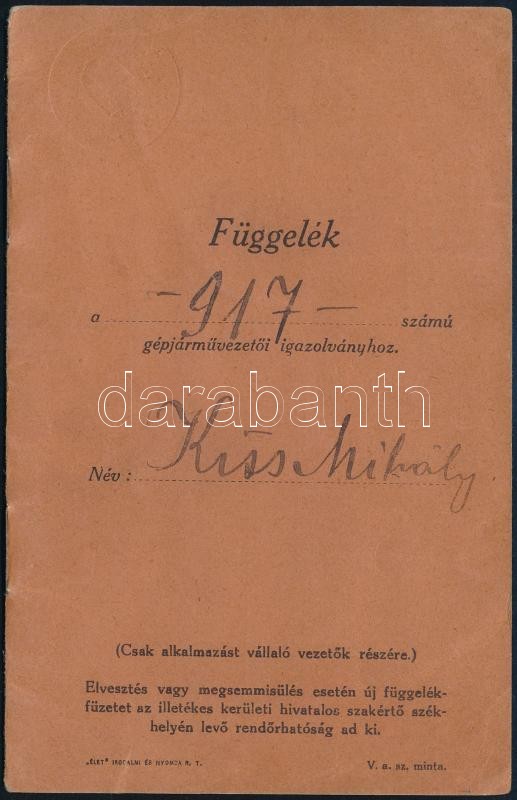 Függelék
a -917- számú
gépjárművezetői igazolványhoz.
darabanth
Név: Kiss Mihály
(Csak alkalmazást vállaló vezetők részére.)
Elvesztés vagy megsemmisülés esetén új függelék-
füzetet az illetékes kerületi hivatalos szakértő szék-
helyén levő rendőrhatóság ad ki.
„ÉLET" IRODALMI ÉS NYOMDA R. T. V. a. sz. minta.